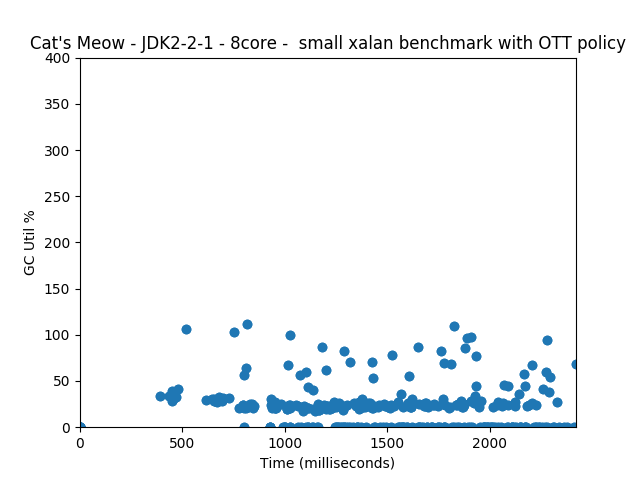 Cat's Meow - JDK2-2-1 - 8core -  small xalan benchmark with OTT policy
400
350
300
250
200
150
100
50
0
GC Util %
0 500 1000 1500 2000
Time (milliseconds)